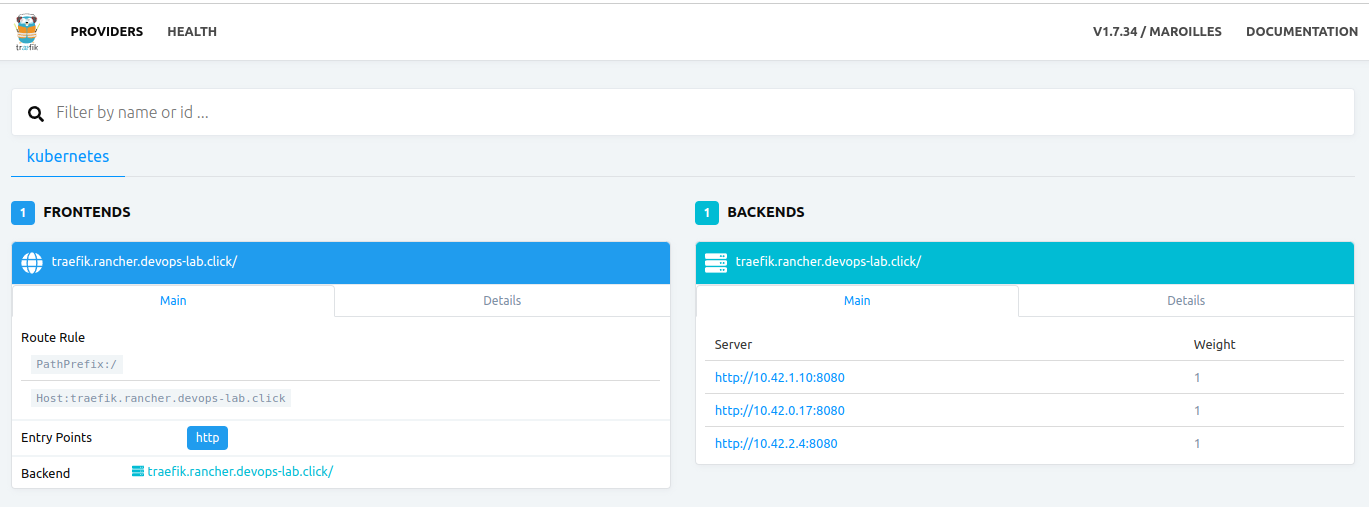 træfik
PROVIDERS HEALTH V1.7.34 / MAROILLES DOCUMENTATION
Filter by name or id ...
kubernetes
1 FRONTENDS
traefik.rancher.devops-lab.click/
Main Details
Route Rule
PathPrefix:/
Host:traefik.rancher.devops-lab.click
Entry Points http
Backend traefik.rancher.devops-lab.click/
1 BACKENDS
traefik.rancher.devops-lab.click/
Main Details
Server Weight
http://10.42.1.10:8080 1
http://10.42.0.17:8080 1
http://10.42.2.4:8080 1